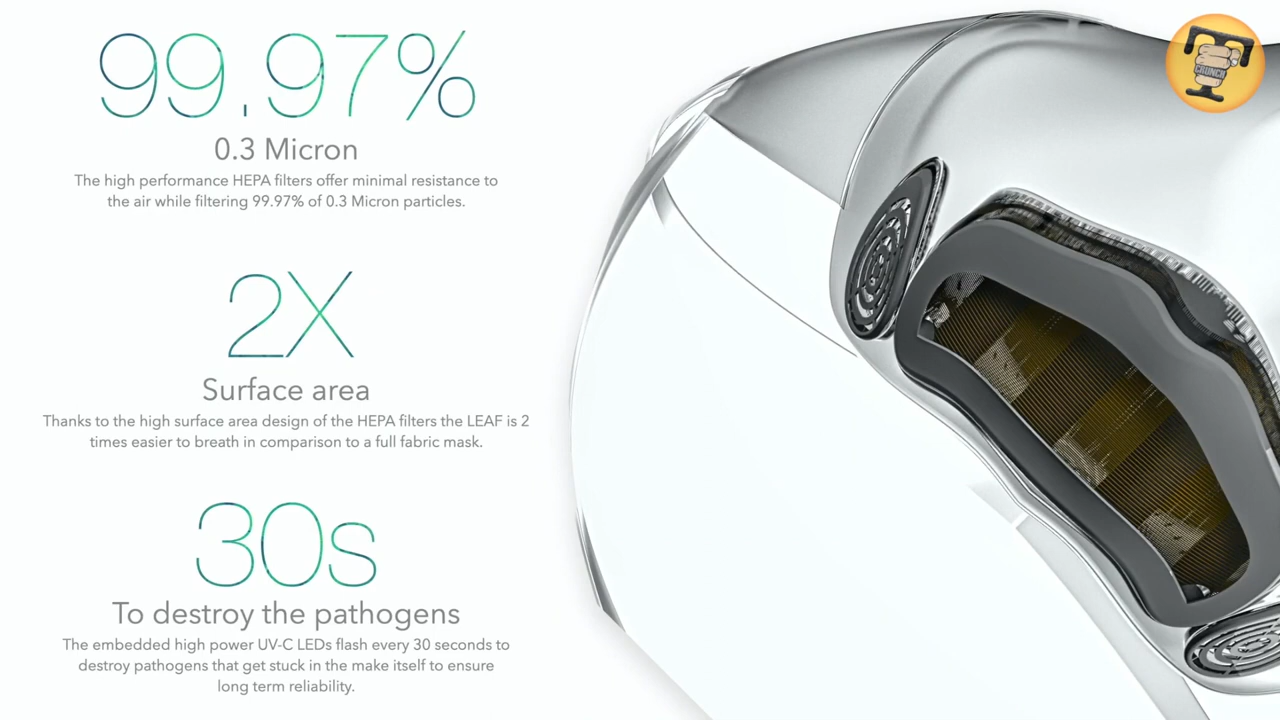 99.97%
0.3 Micron
The high performance HEPA filters offer minimal resistance to
the air while filtering 99.97% of 0.3 Micron particles.
2X
Surface area
Thanks to the high surface area design of the HEPA filters the LEAF is 2
times easier to breath in comparison to a full fabric mask.
30s
To destroy the pathogens
The embedded high power UV-C LEDs flash every 30 seconds to
destroy pathogens that get stuck in the make itself to ensure
long term reliability.
CRUNCH